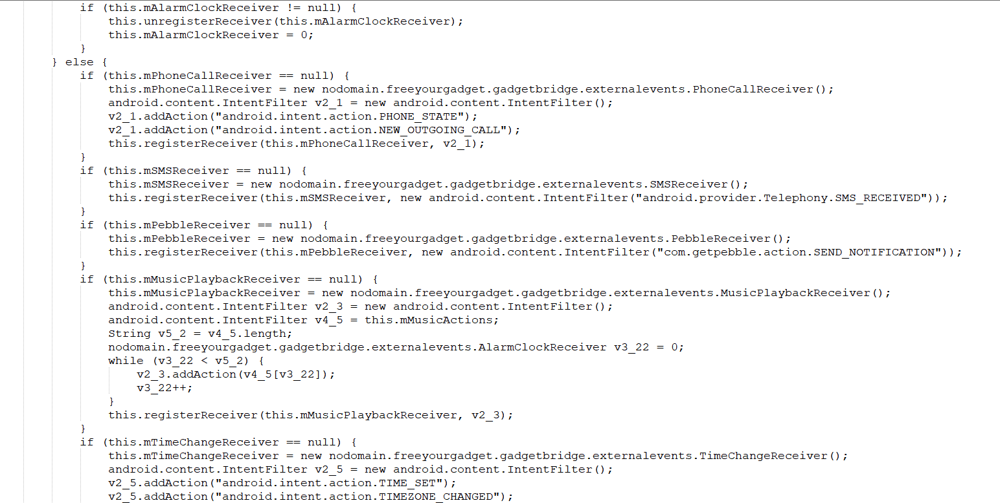 if (this.mAlarmClockReceiver != null) {
this.unregisterReceiver(this.mAlarmClockReceiver);
this.mAlarmClockReceiver = 0;
}
} else {
if (this.mPhoneCallReceiver == null) {
this.mPhoneCallReceiver = new nodomain.freeyourgadget.gadgetbridge.externalevents.PhoneCallReceiver();
android.content.IntentFilter v2_1 = new android.content.IntentFilter();
v2_1.addAction("android.intent.action.PHONE_STATE");
v2_1.addAction("android.intent.action.NEW_OUTGOING_CALL");
this.registerReceiver(this.mPhoneCallReceiver, v2_1);
}
if (this.mSMSReceiver == null) {
this.mSMSReceiver = new nodomain.freeyourgadget.gadgetbridge.externalevents.SMSReceiver();
this.registerReceiver(this.mSMSReceiver, new android.content.IntentFilter("android.provider.Telephony.SMS_RECEIVED"));
}
if (this.mPebbleReceiver == null) {
this.mPebbleReceiver = new nodomain.freeyourgadget.gadgetbridge.externalevents.PebbleReceiver();
this.registerReceiver(this.mPebbleReceiver, new android.content.IntentFilter("com.getpebble.action.SEND_NOTIFICATION"));
}
if (this.mMusicPlaybackReceiver == null) {
this.mMusicPlaybackReceiver = new nodomain.freeyourgadget.gadgetbridge.externalevents.MusicPlaybackReceiver();
android.content.IntentFilter v2_3 = new android.content.IntentFilter();
android.content.IntentFilter v4_5 = this.mMusicActions;
String v5_2 = v4_5.length;
nodomain.freeyourgadget.gadgetbridge.externalevents.AlarmClockReceiver v3_22 = 0;
while (v3_22 < v5_2) {
v2_3.addAction(v4_5[v3_22]);
v3_22++;
}
this.registerReceiver(this.mMusicPlaybackReceiver, v2_3);
}
if (this.mTimeChangeReceiver == null) {
this.mTimeChangeReceiver = new nodomain.freeyourgadget.gadgetbridge.externalevents.TimeChangeReceiver();
android.content.IntentFilter v2_5 = new android.content.IntentFilter();
v2_5.addAction("android.intent.action.TIME_SET");
v2_5.addAction("android.intent.action.TIMEZONE_CHANGED");